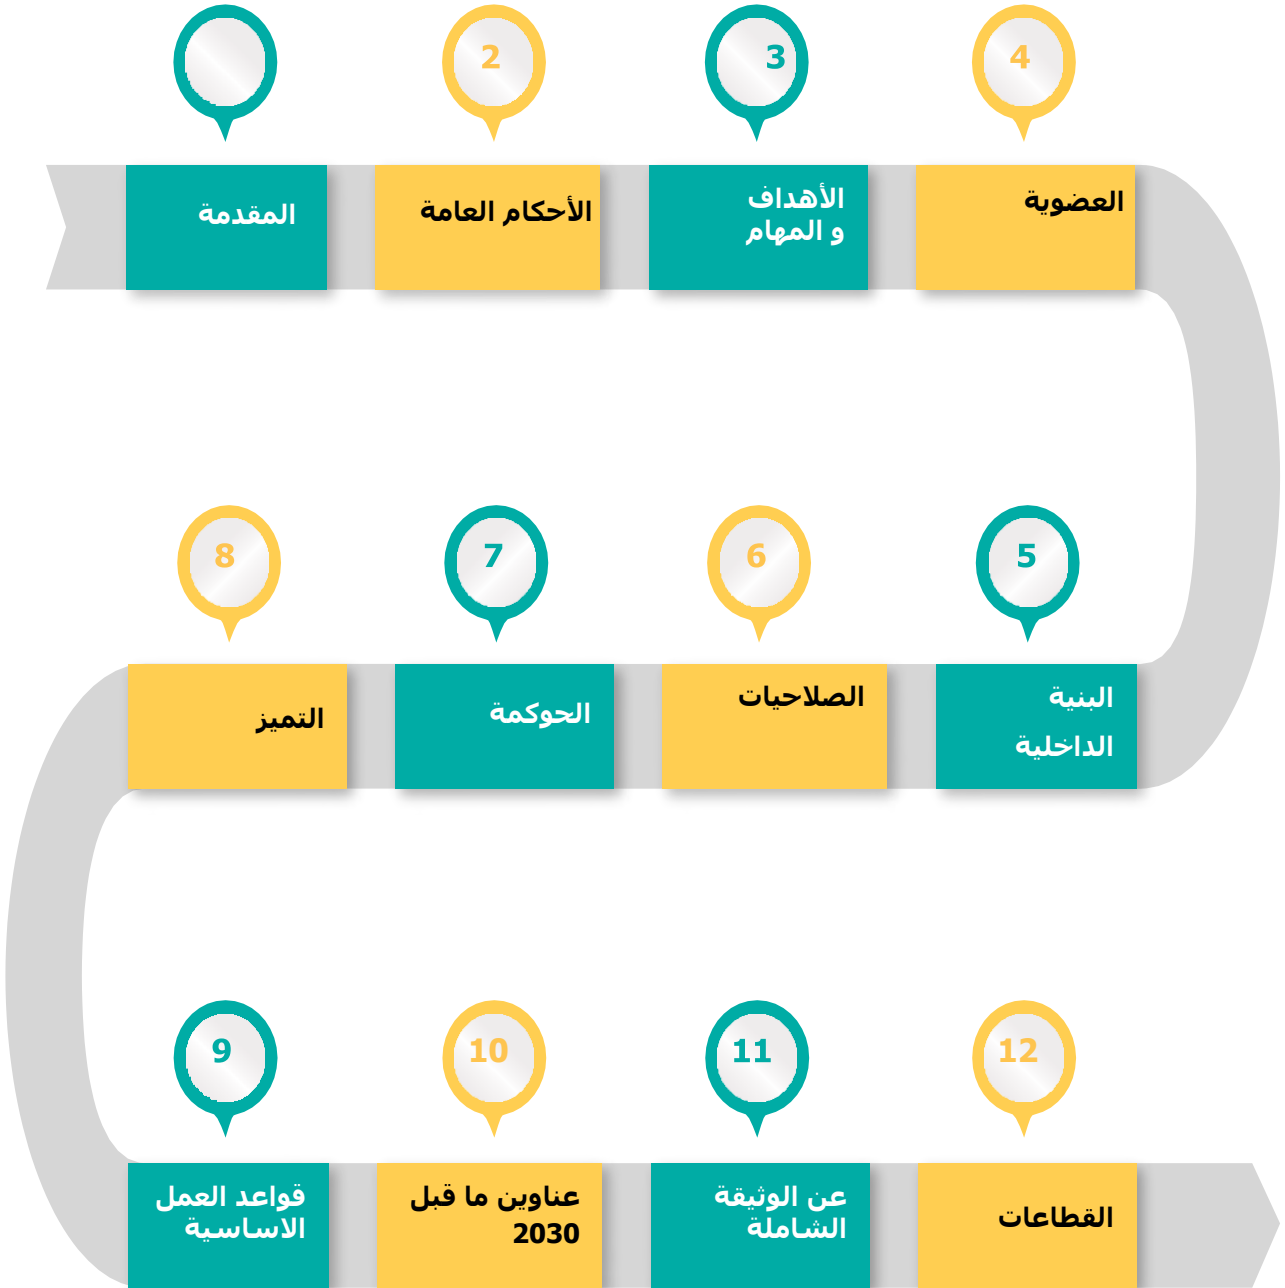 المقدمة
2
الأحكام العامة
3
الأهداف
و المهام
4
العضوية
5
البنية
الداخلية
6
الصلاحيات
7
الحوكمة
8
التميز
9
قواعد العمل
الاساسية
10
عناوين ما قبل
2030
11
عن الوثيقة
الشاملة
12
القطاعات